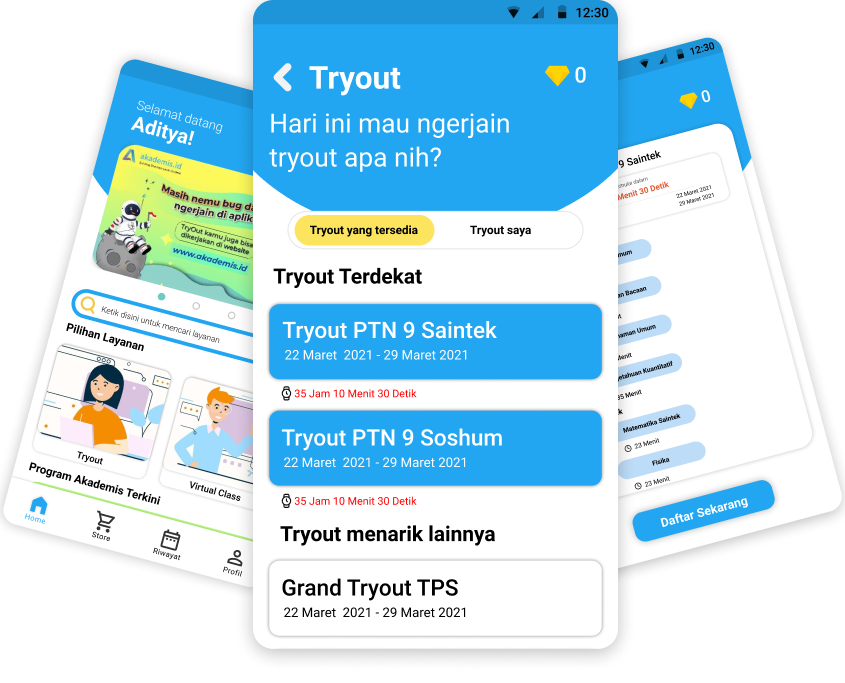 Selamat datang
Aditya!
akademis.id
Masih nemu bug da
ngerjain di aplik
TryOut kamu juga bisa
dikerjakan di website
www.akademis.id
Ketik disini untuk mencari layanan
Pilihan Layanan
Tryout
Virtual Class
Program Akademis Terkini
Home
Store
Riwayat
Profil
12:30
Tryout
0
Hari ini mau ngerjain
tryout apa nih?
Tryout yang tersedia
Tryout saya
Tryout Terdekat
Tryout PTN 9 Saintek
22 Maret 2021 - 29 Maret 2021
35 Jam 10 Menit 30 Detik
Tryout PTN 9 Soshum
22 Maret 2021 - 29 Maret 2021
35 Jam 10 Menit 30 Detik
Tryout menarik lainnya
Grand Tryout TPS
22 Maret 2021 - 29 Maret 2021
12:30
0
9 Saintek
dalam
Menit 30 Detik
22 Maret 2021
29 Maret 2021
mum
an Bacaan
haman Umum
enit
etahuan Kuantitatif
35 Menit
k
Matematika Saintek
23 Menit
Fisika
23 Menit
Daftar Sekarang